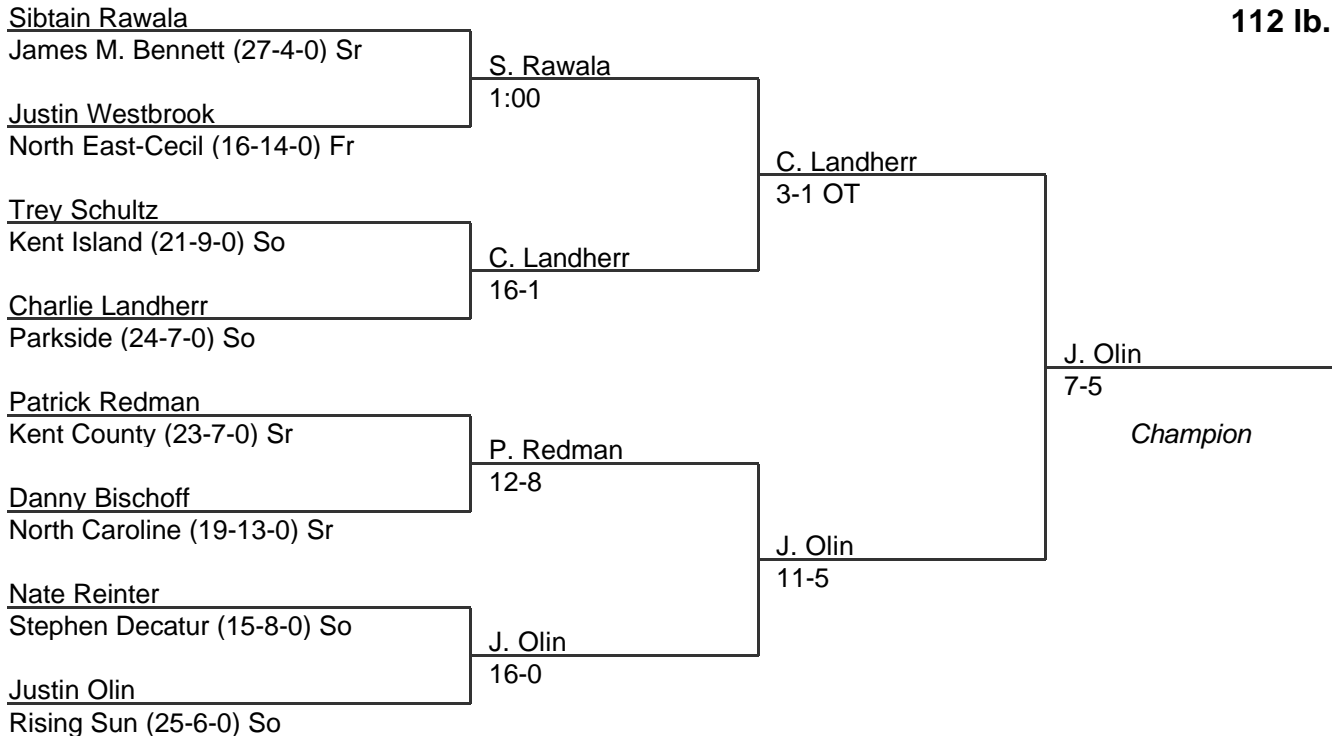 112 lb.
Sibtain Rawala
James M. Bennett (27-4-0) Sr
S. Rawala
1:00
Justin Westbrook
North East-Cecil (16-14-0) Fr
C. Landherr
3-1 OT
Trey Schultz
Kent Island (21-9-0) So
C. Landherr
16-1
Charlie Landherr
Parkside (24-7-0) So
J. Olin
7-5
Champion
Patrick Redman
Kent County (23-7-0) Sr
P. Redman
12-8
Danny Bischoff
North Caroline (19-13-0) Sr
J. Olin
11-5
Nate Reinter
Stephen Decatur (15-8-0) So
J. Olin
16-0
Justin Olin
Rising Sun (25-6-0) So